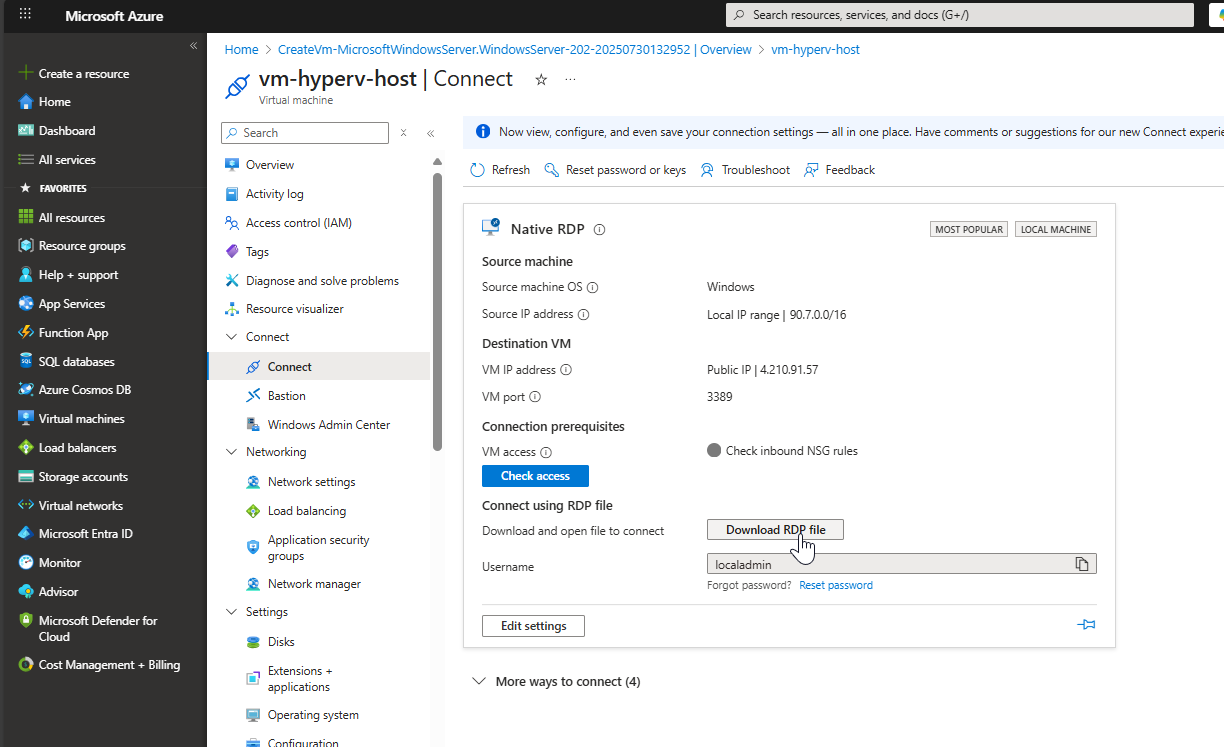 Microsoft Azure
Search resources, services, and docs (G+/)
Create a resource
Home
Dashboard
All services
FAVORITES
All resources
Resource groups
Help + support
App Services
Function App
SQL databases
Azure Cosmos DB
Virtual machines
Load balancers
Storage accounts
Virtual networks
Microsoft Entra ID
Monitor
Advisor
Microsoft Defender for
Cloud
Cost Management + Billing
Home > CreateVm-MicrosoftWindowsServer.WindowsServer-202-20250730132952 | Overview > vm-hyperv-host
vm-hyperv-host | Connect
Virtual machine
Search
Overview
Activity log
Access control (IAM)
Tags
Diagnose and solve problems
Resource visualizer
Connect
Connect
Bastion
Windows Admin Center
Networking
Network settings
Load balancing
Application security
groups
Network manager
Settings
Disks
Extensions +
applications
Operating system
Configuration
Now view, configure, and even save your connection settings — all in one place. Have comments or suggestions for our new Connect
Refresh
Reset password or keys
Troubleshoot
Feedback
Native RDP
MOST POPULAR
LOCAL MACHINE
Source machine
Source machine OS Windows
Source IP address Local IP range | 90.7.0.0/16
Destination VM
VM IP address Public IP | 4.210.91.57
VM port 3389
Connection prerequisites
VM access Check inbound NSG rules
Check access
Connect using RDP file
Download and open file to connect Download RDP file
Username localadmin
Forgot password? Reset password
Edit settings
More ways to connect (4)